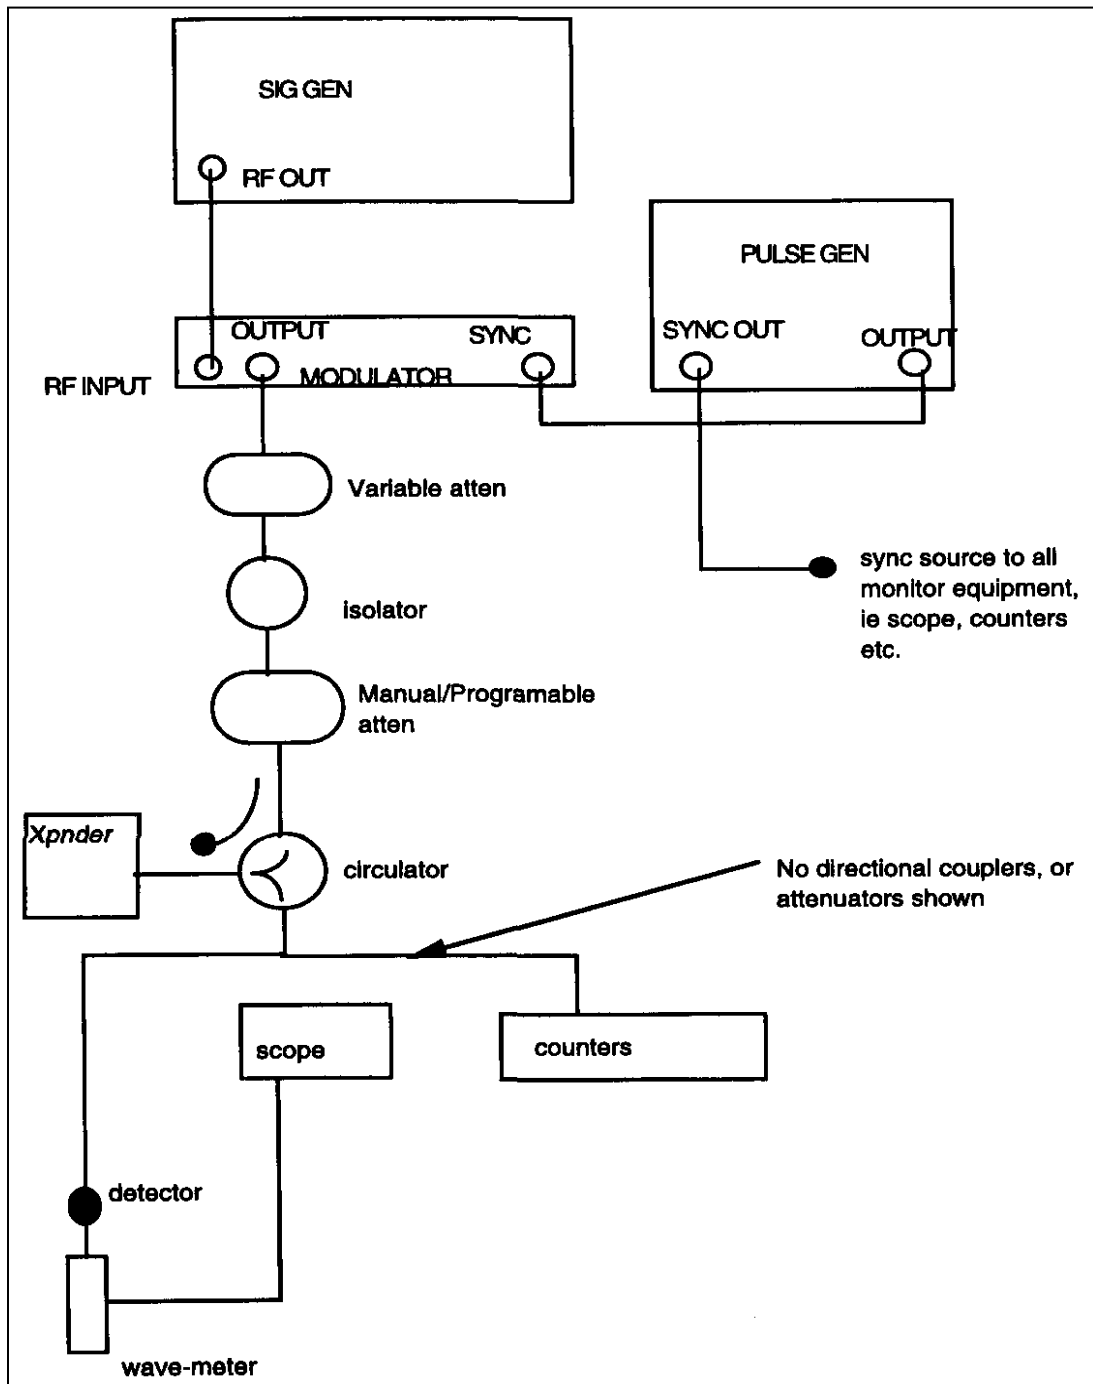 SIG GEN
RF OUT
PULSE GEN
SYNC OUT
OUTPUT
OUTPUT
SYNC
RF INPUT
MODULATOR
Variable atten
sync source to all
monitor equipment,
ie scope, counters
etc.
isolator
Manual/Programable
atten
Xpnder
circulator
No directional couplers, or
attenuators shown
scope
counters
detector
wave-meter